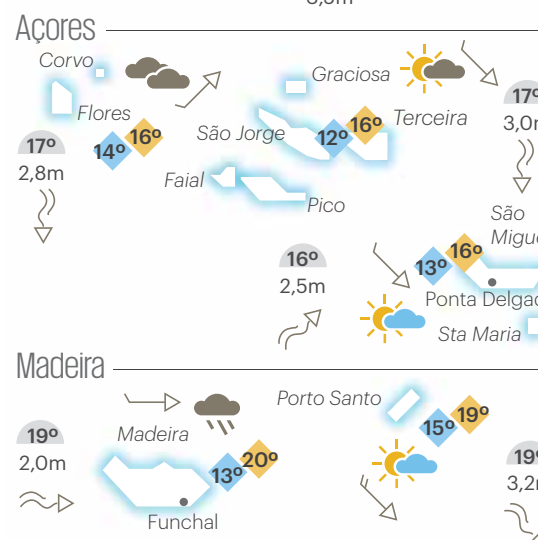 Açores
Corvo
Graciosa
Flores
Terceira
17º
3,0m
São Jorge
14º 16º
12º 16º
17º
2,8m
Faial
Pico
São
16º
2,5m
13º 16º
Ponta Delga
Sta Maria
Madeira
Porto Santo
19º
2,0m
Madeira
15º 19º
13º 20º
19º
3,2
Funchal